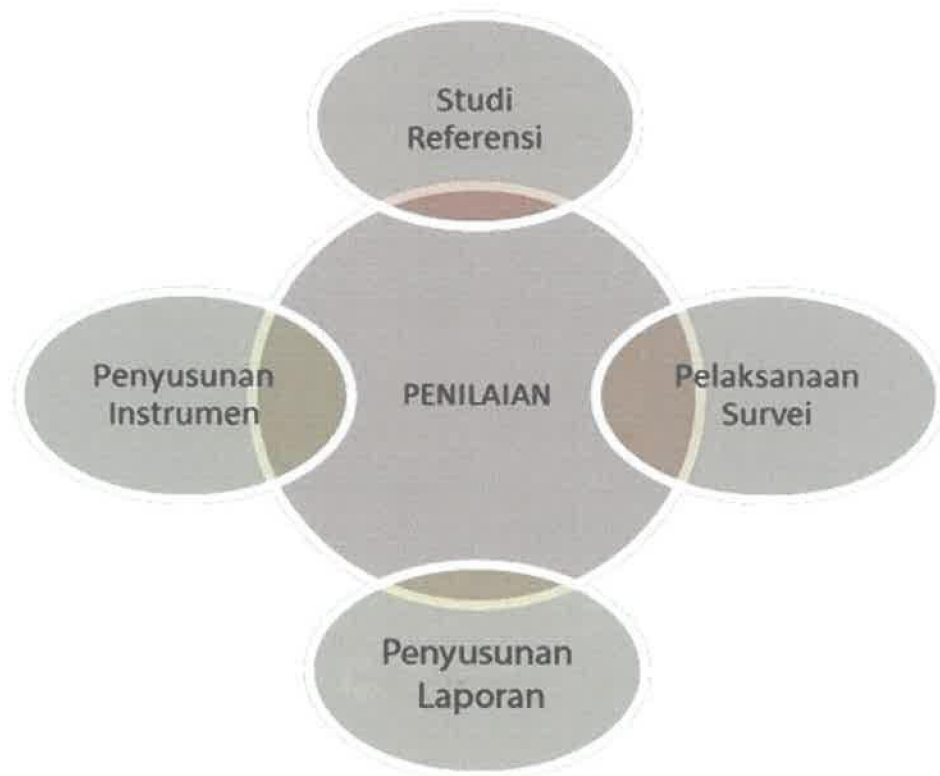 Studi
Referensi
Penyusunan
Instrumen
PENILAIAN
Pelaksanaan
Survei
Penyusunan
Laporan